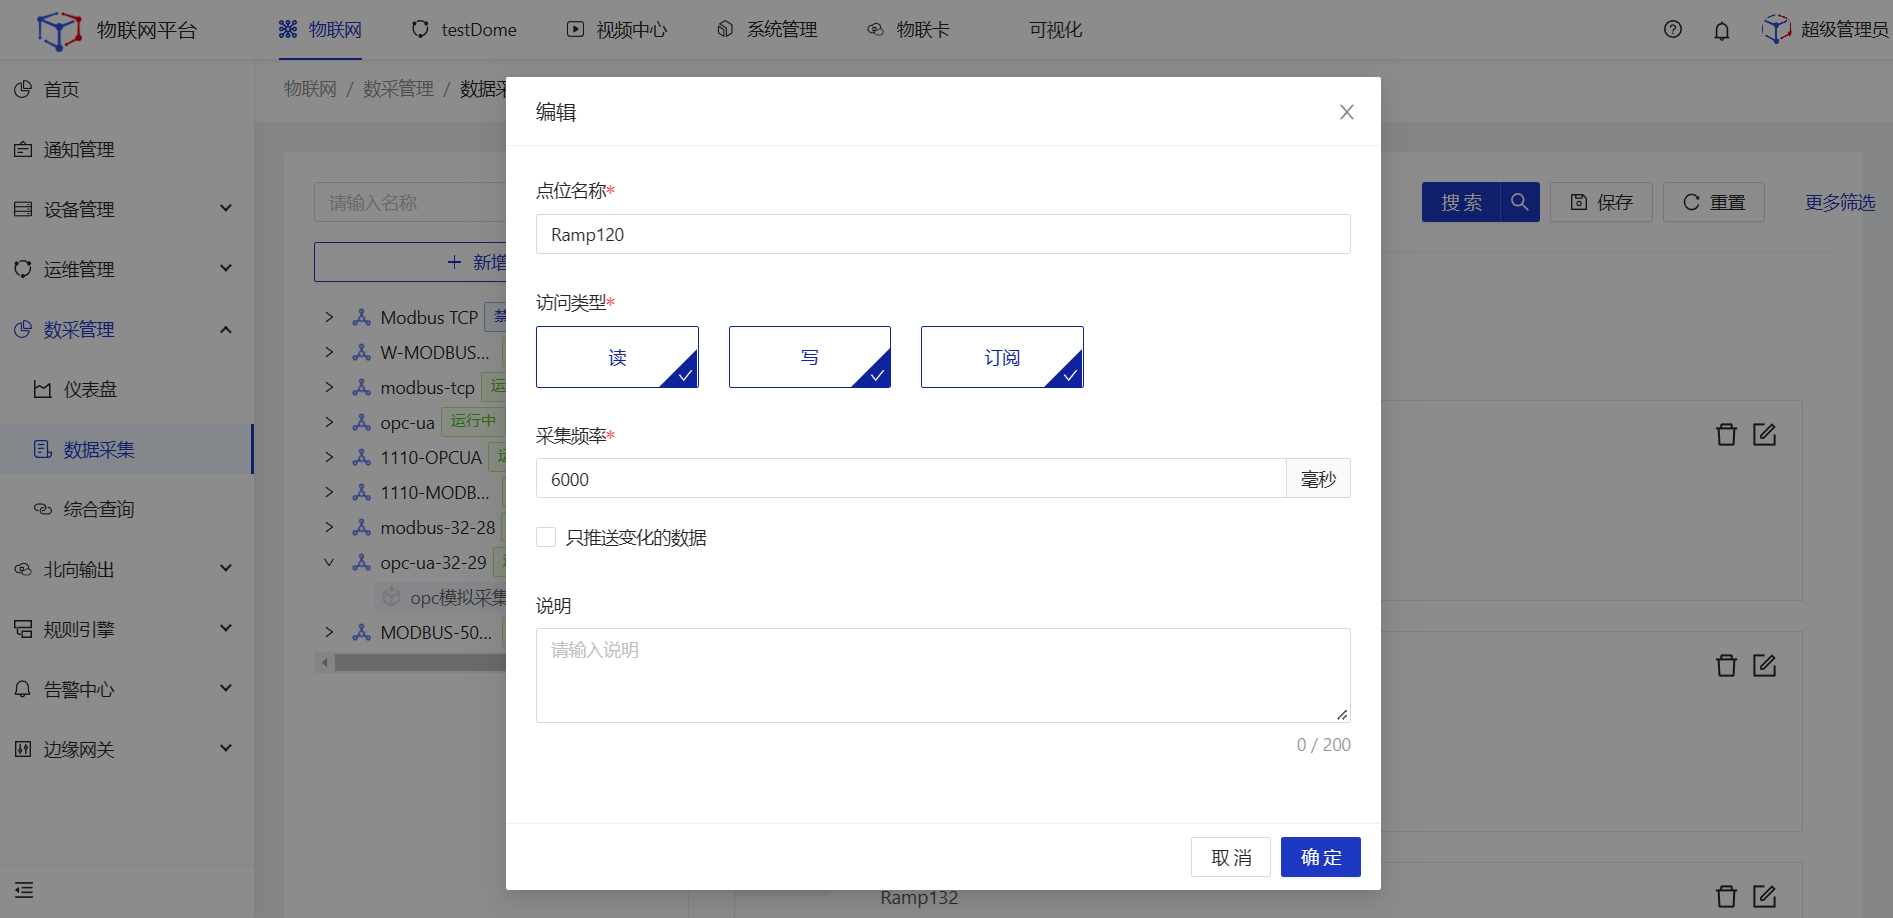 物联网平台
物联网
testDome
视频中心
系统管理
物联卡
可视化
超级管理员
首页
通知管理
设备管理
运维管理
数采管理
仪表盘
数据采集
综合查询
北向输出
规则引擎
告警中心
边缘网关
物联网 / 数采管理 / 数据采
请输入名称
搜索
保存
重置
更多筛选
+ 新增
Modbus TCP
W-MODBUS...
modbus-tcp 运
opc-ua 运行中
1110-OPCUA
1110-MODB...
modbus-32-28
opc-ua-32-29
opc模拟采集
MODBUS-50...
编辑
点位名称*
Ramp120
访问类型*
读
写
订阅
采集频率*
6000 毫秒
只推送变化的数据
说明
请输入说明
0 / 200
取消
确定
Ramp132